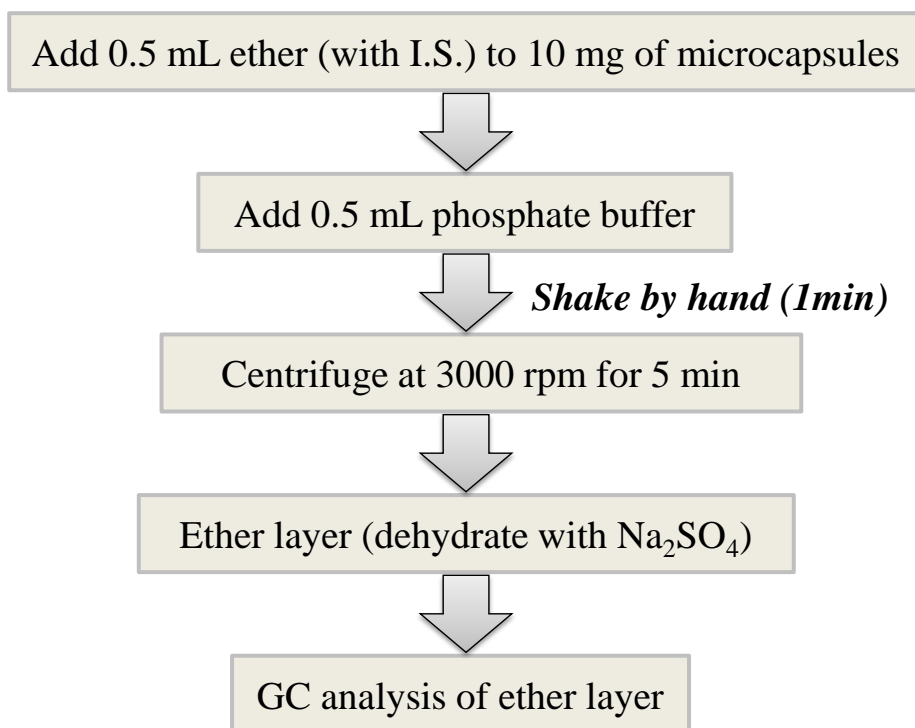 Add 0.5 mL ether (with I.S.) to 10 mg of microcapsules
Add 0.5 mL phosphate buffer
Shake by hand (1min)
Centrifuge at 3000 rpm for 5 min
Ether layer (dehydrate with Na₂SO₄)
GC analysis of ether layer